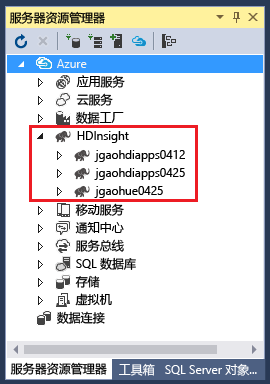 服务器资源管理器
Azure
应用服务
云服务
数据工厂
HDInsight
jgaohdiapps0412
jgaohdiapps0425
jgaohue0425
移动服务
通知中心
服务总线
SQL 数据库
存储
虚拟机
数据连接
服务器资源管理器 工具箱 SQL Server 对象...